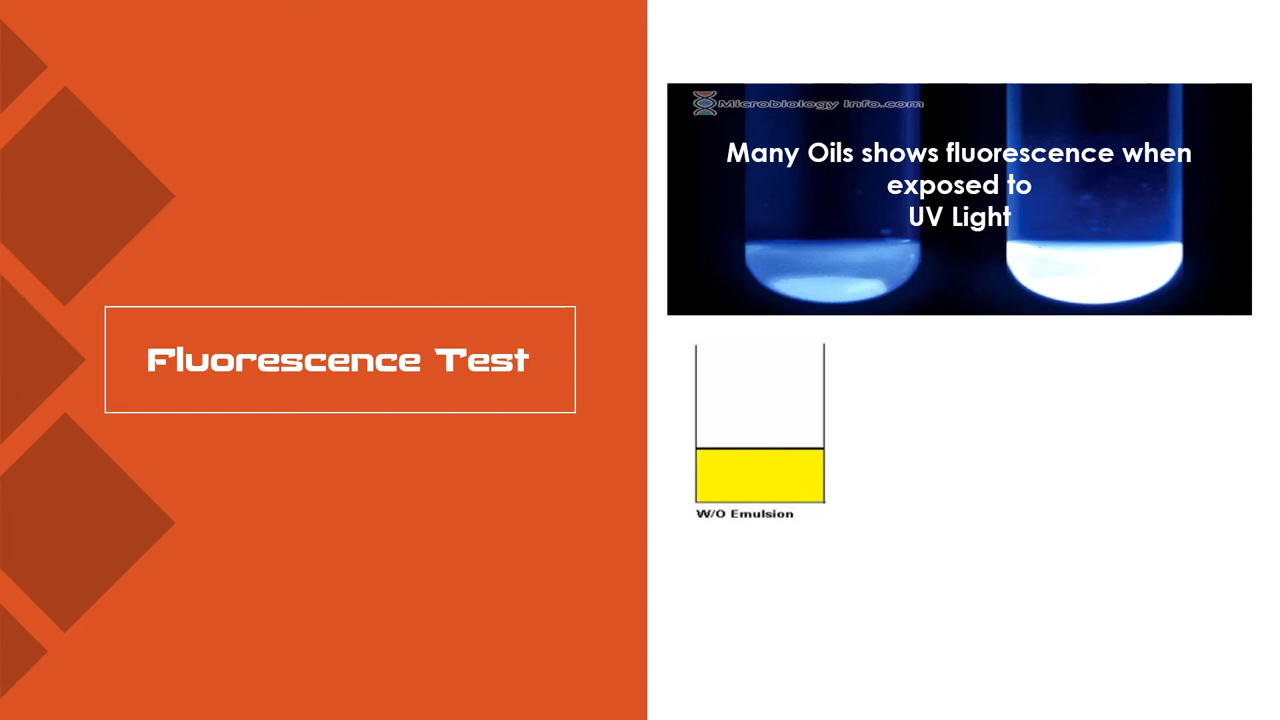 Fluorescence Test
Microbiology Info.com
Many Oils shows fluorescence when
exposed to
UV Light
W/O Emulsion